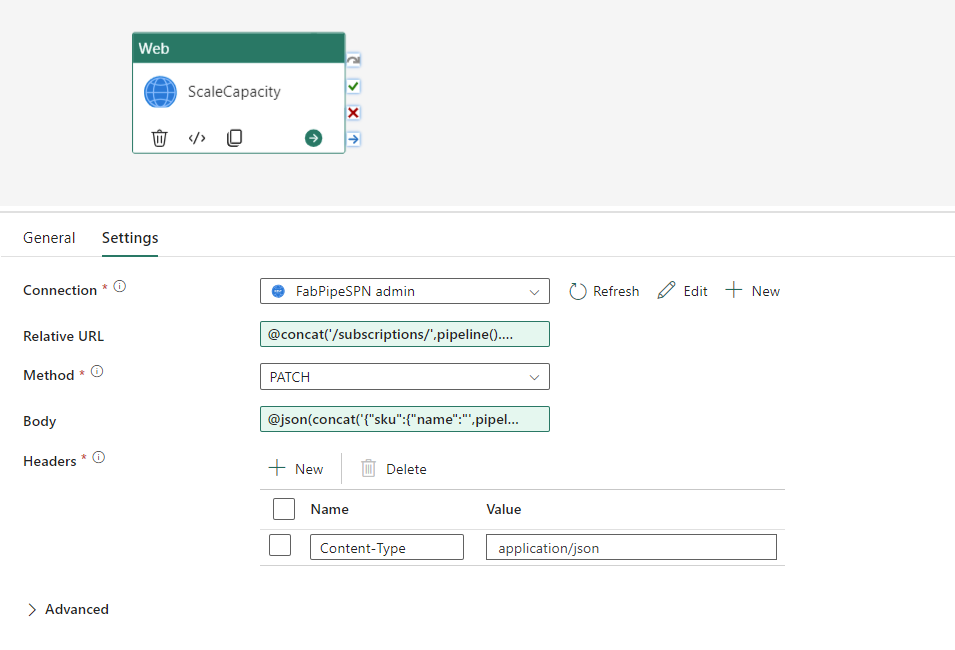 Web
ScaleCapacity
General Settings
Connection * FabPipeSPN admin Refresh Edit New
Relative URL @concat('/subscriptions/',pipeline()....
Method * PATCH
Body @json(concat('{"sku":{"name":"',pipel...
Headers * New Delete
Name Value
Content-Type application/json
Advanced